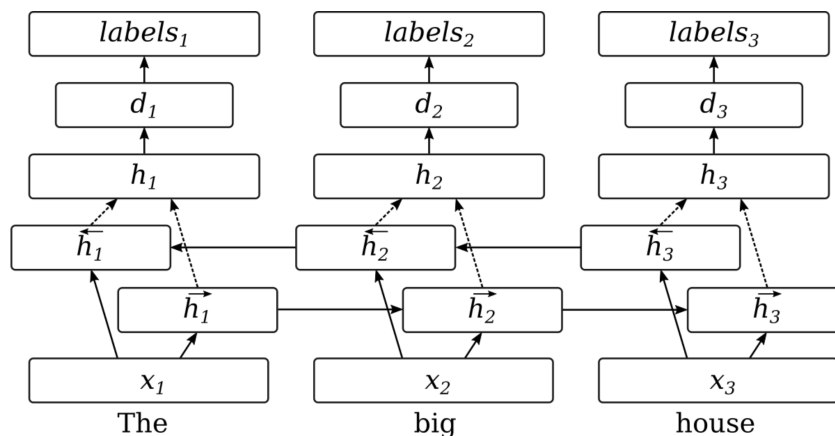 labels₁ labels₂ labels₃
d₁ d₂ d₃
h₁ h₂ h₃
←h₁ ←h₂ ←h₃
→h₁ →h₂ →h₃
x₁ x₂ x₃
The big house